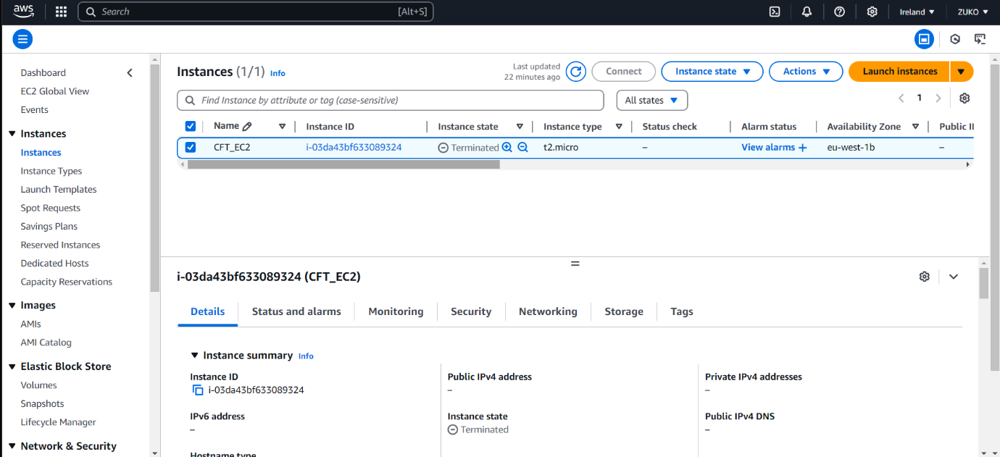 aws
Search [Alt+S] Ireland ZUKO
Dashboard
EC2 Global View
Events
Instances
Instances
Instance Types
Launch Templates
Spot Requests
Savings Plans
Reserved Instances
Dedicated Hosts
Capacity Reservations
Images
AMIs
AMI Catalog
Elastic Block Store
Volumes
Snapshots
Lifecycle Manager
Network & Security
Instances (1/1) Info
Last updated
22 minutes ago
Connect Instance state Actions Launch instances
Find Instance by attribute or tag (case-sensitive) All states 1
Name Instance ID Instance state Instance type Status check Alarm status Availability Zone Public I
CFT_EC2 i-03da43bf633089324 Terminated t2.micro – View alarms + eu-west-1b –
i-03da43bf633089324 (CFT_EC2)
Details Status and alarms Monitoring Security Networking Storage Tags
Instance summary Info
Instance ID Public IPv4 address Private IPv4 addresses
i-03da43bf633089324 – –
IPv6 address Instance state Public IPv4 DNS
– Terminated –
Hostname type